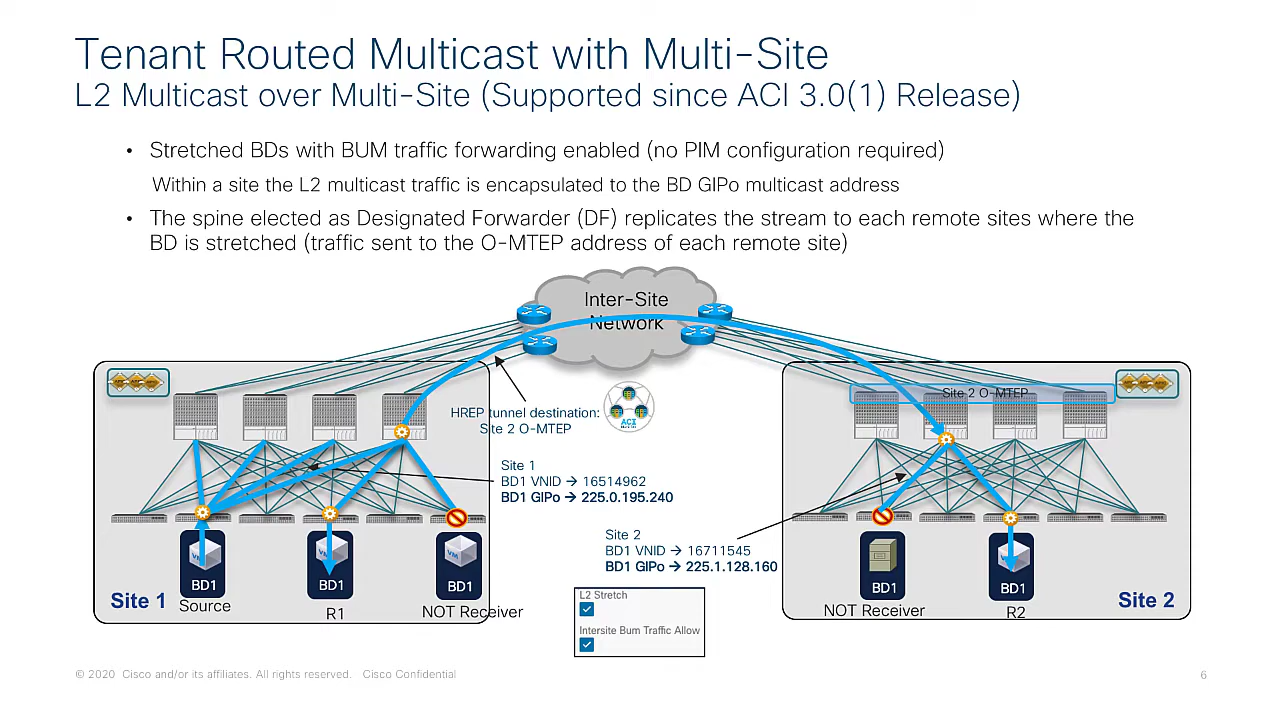 Tenant Routed Multicast with Multi-Site
L2 Multicast over Multi-Site (Supported since ACI 3.0(1) Release)
• Stretched BDs with BUM traffic forwarding enabled (no PIM configuration required)
Within a site the L2 multicast traffic is encapsulated to the BD GIPo multicast address
• The spine elected as Designated Forwarder (DF) replicates the stream to each remote sites where the
BD is stretched (traffic sent to the O-MTEP address of each remote site)
Inter-Site
Network
HREP tunnel destination:
Site 2 O-MTEP
ACI
Site 2 O-MTEP
Site 1
BD1 VNID → 16514962
BD1 GIPo → 225.0.195.240
Site 2
BD1 VNID → 16711545
BD1 GIPo → 225.1.128.160
VM
BD1
Source
VM
BD1
R1
VM
BD1
NOT Receiver
Site 1
BD1
NOT Receiver
VM
BD1
R2
Site 2
L2 Stretch
Intersite Bum Traffic Allow
© 2020 Cisco and/or its affiliates. All rights reserved. Cisco Confidential
6